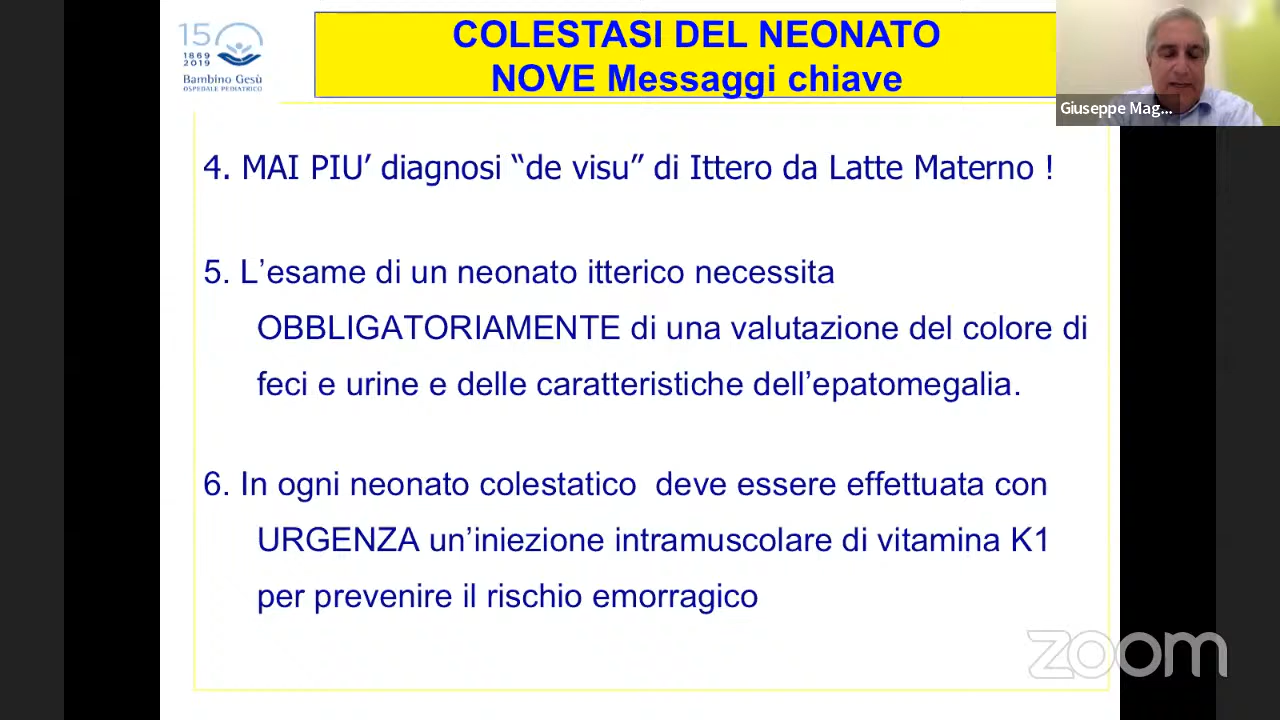 150
1869
2019
Bambino Gesù
OSPEDALE PEDIATRICO
COLESTASI DEL NEONATO
NOVE Messaggi chiave
Giuseppe Mag...
4. MAI PIU’ diagnosi “de visu” di Ittero da Latte Materno !
5. L’esame di un neonato itterico necessita
OBBLIGATORIAMENTE di una valutazione del colore di
feci e urine e delle caratteristiche dell’epatomegalia.
6. In ogni neonato colestatico  deve essere effettuata con
URGENZA un’iniezione intramuscolare di vitamina K1
per prevenire il rischio emorragico
zoom